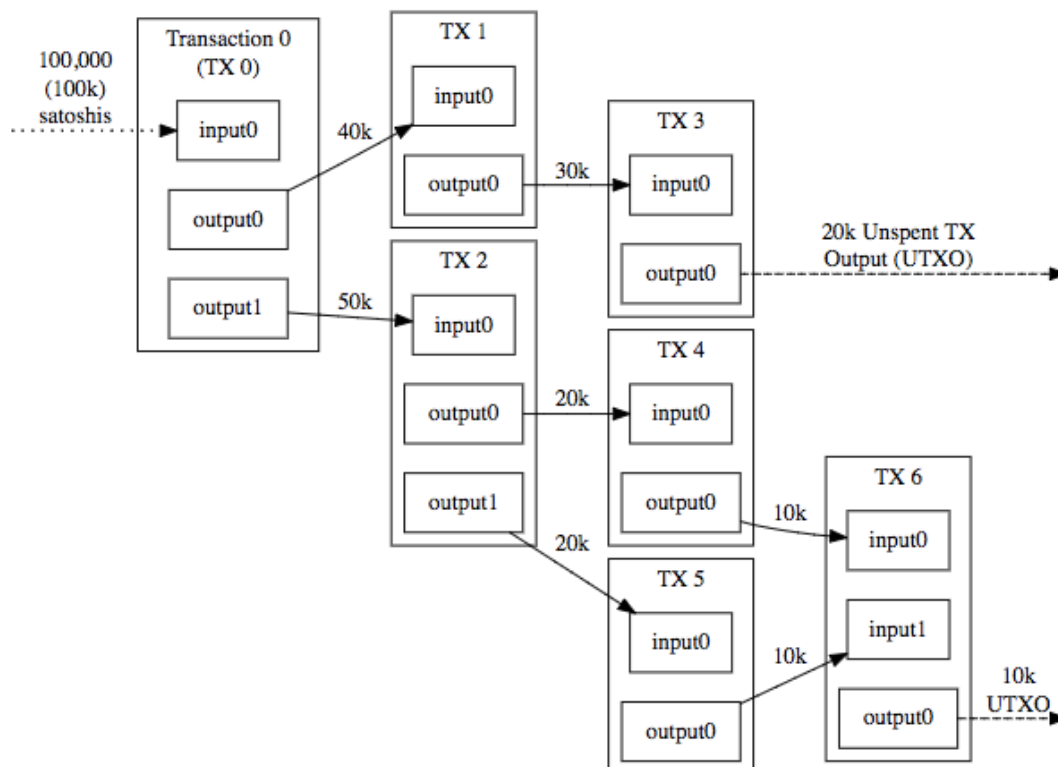 100,000
(100k)
satoshis
Transaction 0
(TX 0)
input0
output0
output1
40k
50k
TX 1
input0
output0
30k
TX 2
input0
output0
output1
20k
20k
TX 3
input0
output0
20k Unspent TX
Output (UTXO)
TX 4
input0
output0
10k
TX 5
input0
output0
10k
TX 6
input0
input1
output0
10k
UTXO